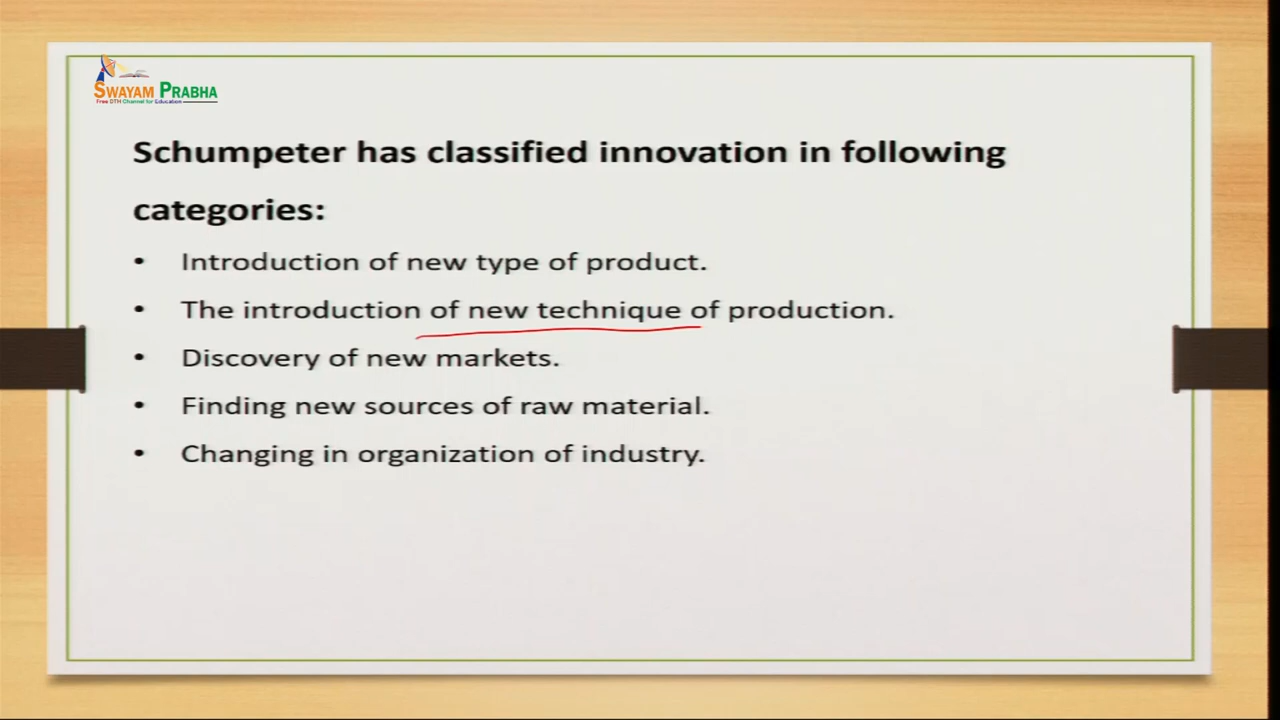 SWAYAM PRABHA
Free DTH Channel for Education
Schumpeter has classified innovation in following
categories:
• Introduction of new type of product.
• The introduction of new technique of production.
• Discovery of new markets.
• Finding new sources of raw material.
• Changing in organization of industry.